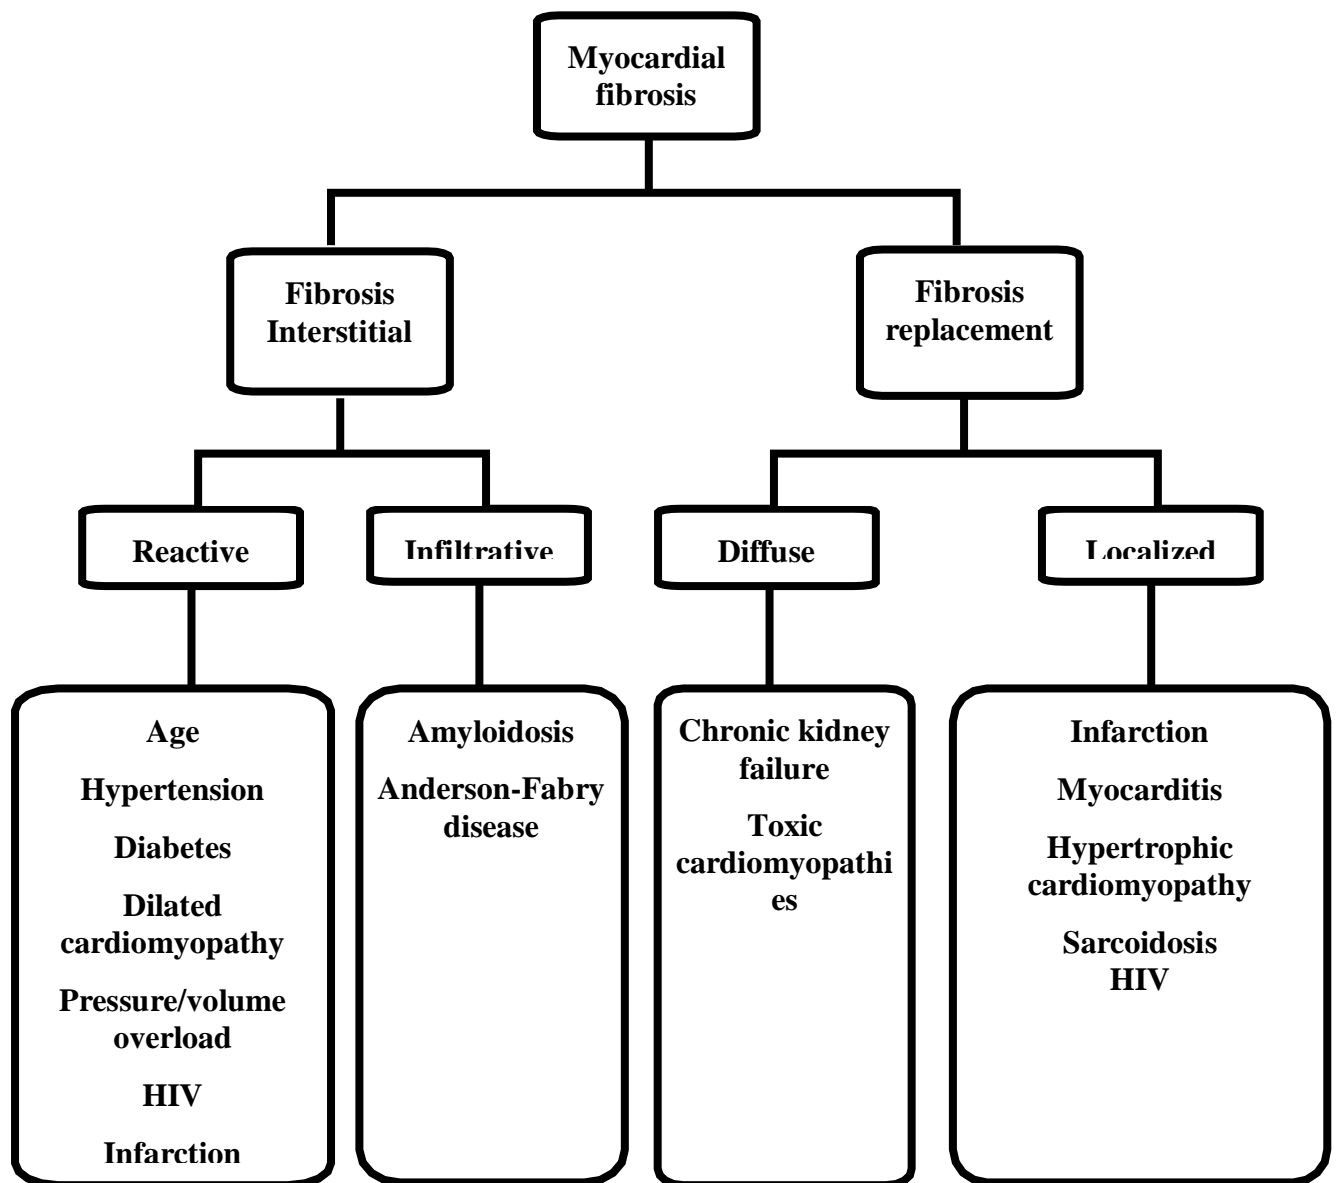 Myocardial
fibrosis
Fibrosis
Interstitial
Fibrosis
replacement
Reactive
Infiltrative
Diffuse
Localized
Age
Hypertension
Diabetes
Dilated
cardiomyopathy
Pressure/volume
overload
HIV
Infarction
Amyloidosis
Anderson-Fabry
disease
Chronic kidney
failure
Toxic
cardiomyopathi
es
Infarction
Myocarditis
Hypertrophic
cardiomyopathy
Sarcoidosis
HIV